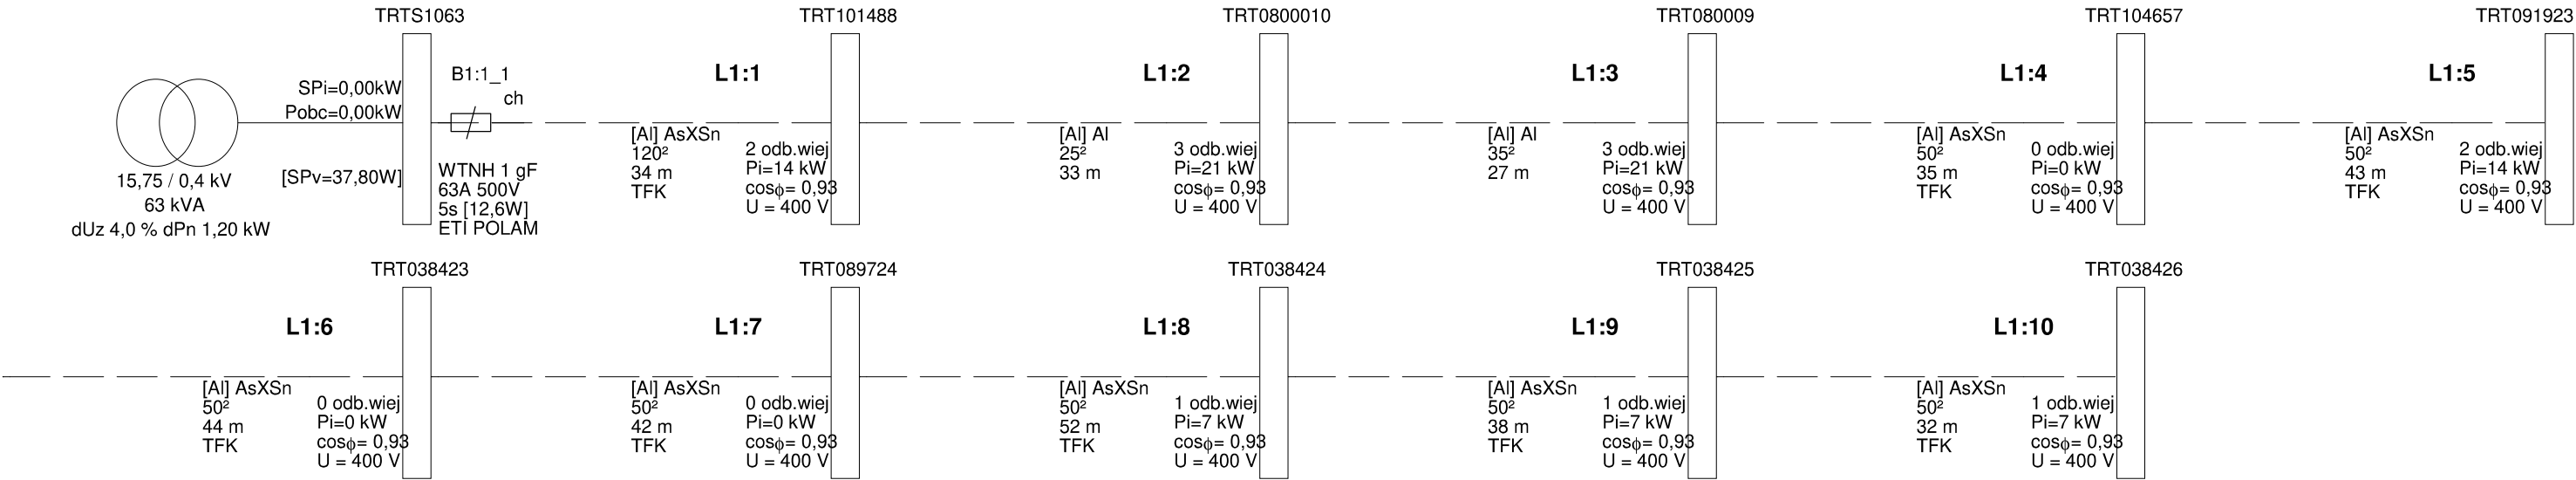 TRTS1063
SPi=0,00kW
Pobc=0,00kW
[SPv=37,80W]
15,75 / 0,4 kV
63 kVA
dUz 4,0 % dPn 1,20 kW
B1:1_1
ch
WTNH 1 gF
63A 500V
5s [12,6W]
ETI POLAM
TRT101488
L1:1
[Al] AsXSn
120²
34 m
TFK
2 odb.wiej
Pi=14 kW
cosϕ= 0,93
U = 400 V
TRT0800010
L1:2
[Al] Al
25²
33 m
3 odb.wiej
Pi=21 kW
cosϕ= 0,93
U = 400 V
TRT080009
L1:3
[Al] Al
35²
27 m
3 odb.wiej
Pi=21 kW
cosϕ= 0,93
U = 400 V
TRT104657
L1:4
[Al] AsXSn
50²
35 m
TFK
0 odb.wiej
Pi=0 kW
cosϕ= 0,93
U = 400 V
TRT091923
L1:5
[Al] AsXSn
50²
43 m
TFK
2 odb.wiej
Pi=14 kW
cosϕ= 0,93
U = 400 V
TRT038423
L1:6
[Al] AsXSn
50²
44 m
TFK
0 odb.wiej
Pi=0 kW
cosϕ= 0,93
U = 400 V
TRT089724
L1:7
[Al] AsXSn
50²
42 m
TFK
0 odb.wiej
Pi=0 kW
cosϕ= 0,93
U = 400 V
TRT038424
L1:8
[Al] AsXSn
50²
52 m
TFK
1 odb.wiej
Pi=7 kW
cosϕ= 0,93
U = 400 V
TRT038425
L1:9
[Al] AsXSn
50²
38 m
TFK
1 odb.wiej
Pi=7 kW
cosϕ= 0,93
U = 400 V
TRT038426
L1:10
[Al] AsXSn
50²
32 m
TFK
1 odb.wiej
Pi=7 kW
cosϕ= 0,93
U = 400 V